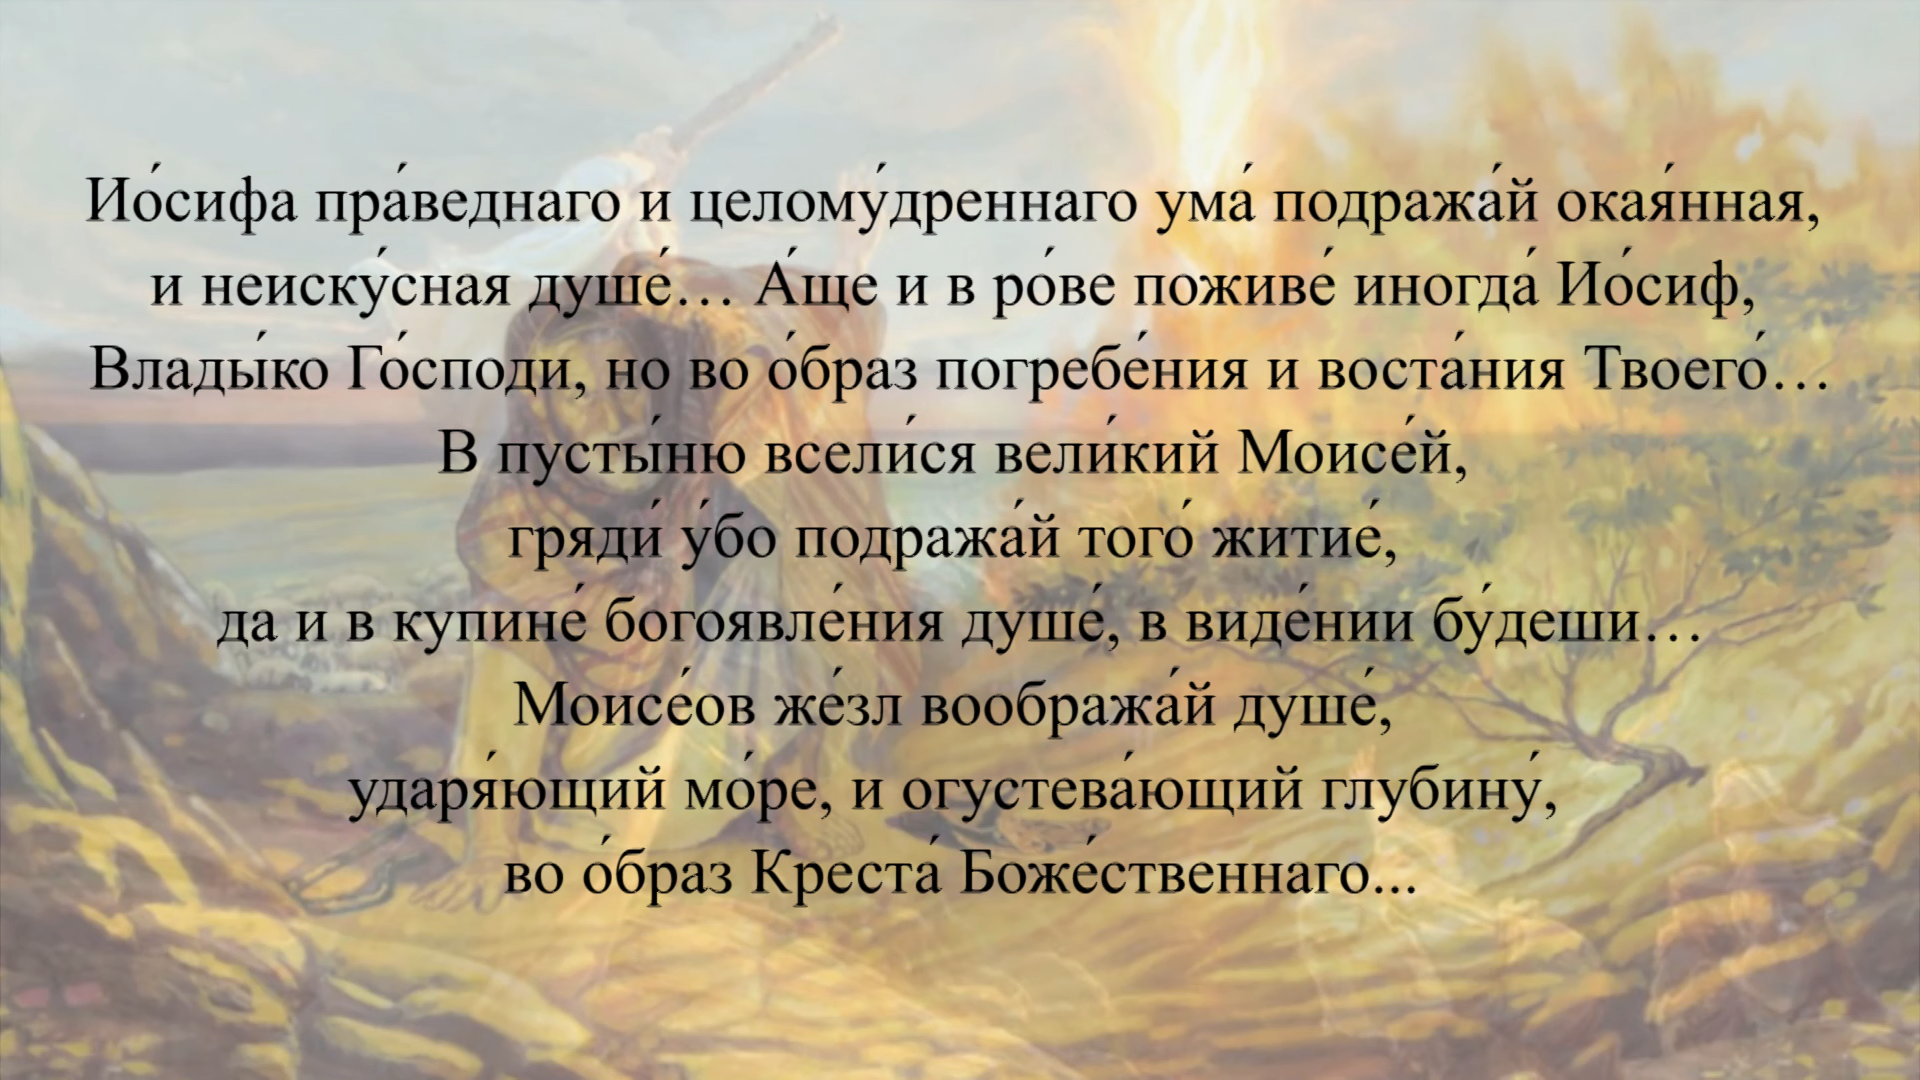 Ио́сифа пра́веднаго и целому́дреннаго ума́ подража́й окая́нная,
и неиску́сная душе́… А́ще и в ро́ве поживе́ иногда́ Ио́сиф,
Влады́ко Го́споди, но во о́браз погребе́ния и воста́ния Твоего́…
В пусты́ню всели́ся вели́кий Моисе́й,
гряди́ у́бо подража́й того́ житие́,
да и в купине́ богоявле́ния душе́, в виде́нии бу́деши…
Моисе́ов же́зл вообража́й душе́,
ударя́ющий мо́ре, и огустева́ющий глубину́,
во о́браз Креста́ Боже́ственнаго...